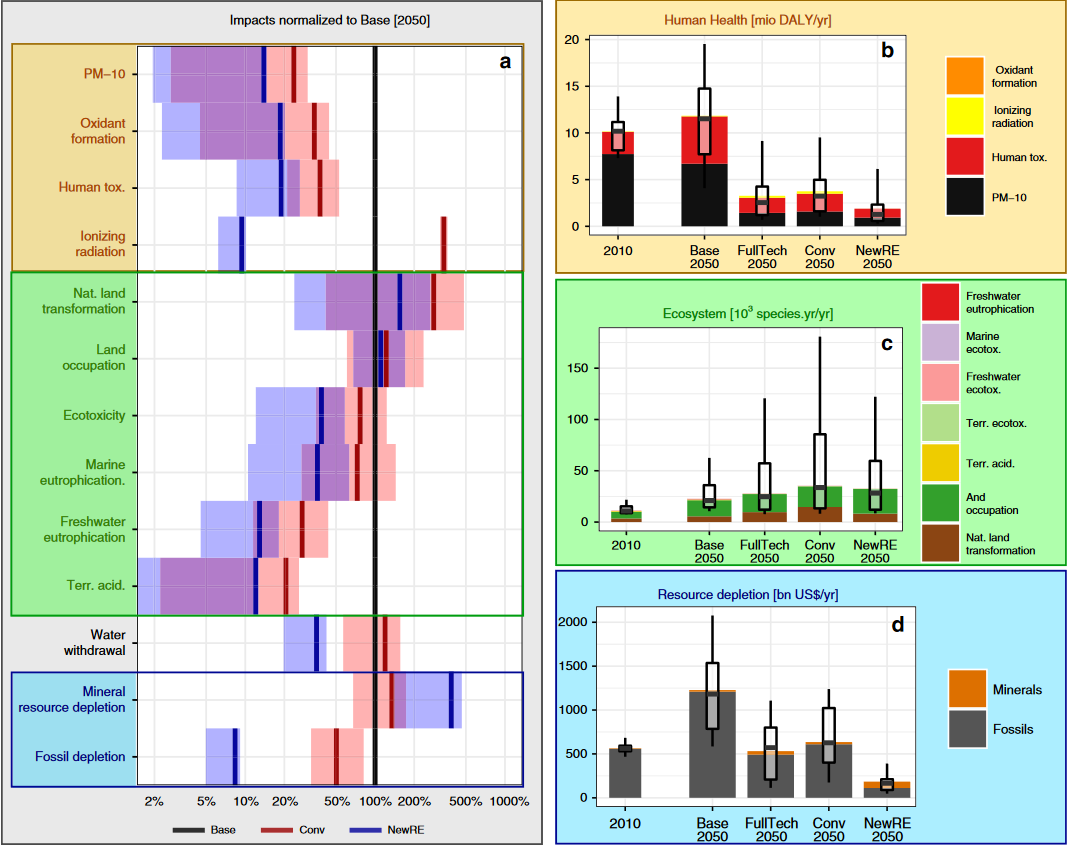 Impacts normalized to Base [2050]
a
PM−10
Oxidant
formation
Human tox.
Ionizing
radiation
Nat. land
transformation
Land
occupation
Ecotoxicity
Marine
eutrophication.
Freshwater
eutrophication
Terr. acid.
Water
withdrawal
Mineral
resource depletion
Fossil depletion
2% 5% 10% 20% 50% 100% 200% 500% 1000%
Base Conv NewRE
Human Health [mio DALY/yr]
b
20
15
10
5
0
2010 Base FullTech Conv NewRE
2050 2050 2050 2050
Oxidant
formation
Ionizing
radiation
Human tox.
PM−10
Ecosystem [10³ species.yr/yr]
c
150
100
50
0
2010 Base FullTech Conv NewRE
2050 2050 2050 2050
Freshwater
eutrophication
Marine
ecotox.
Freshwater
ecotox.
Terr. ecotox.
Terr. acid.
And
occupation
Nat. land
transformation
Resource depletion [bn US$/yr]
d
2000
1500
1000
500
0
2010 Base FullTech Conv NewRE
2050 2050 2050 2050
Minerals
Fossils